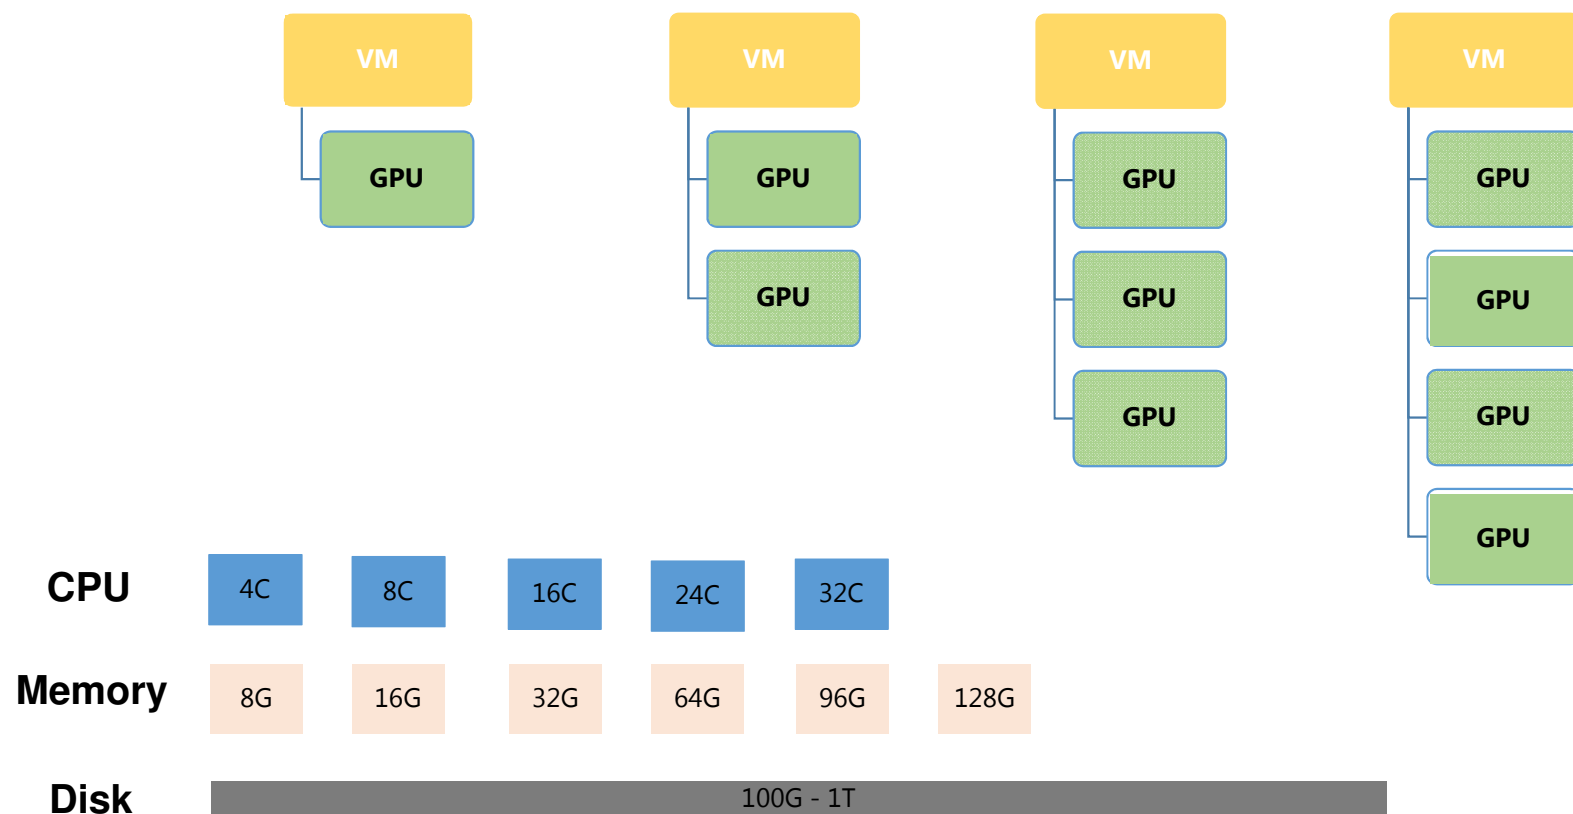 VM
VM
VM
VM
GPU
GPU
GPU
GPU
GPU
GPU
GPU
GPU
GPU
GPU
CPU
4C
8C
16C
24C
32C
Memory
8G
16G
32G
64G
96G
128G
Disk
100G - 1T